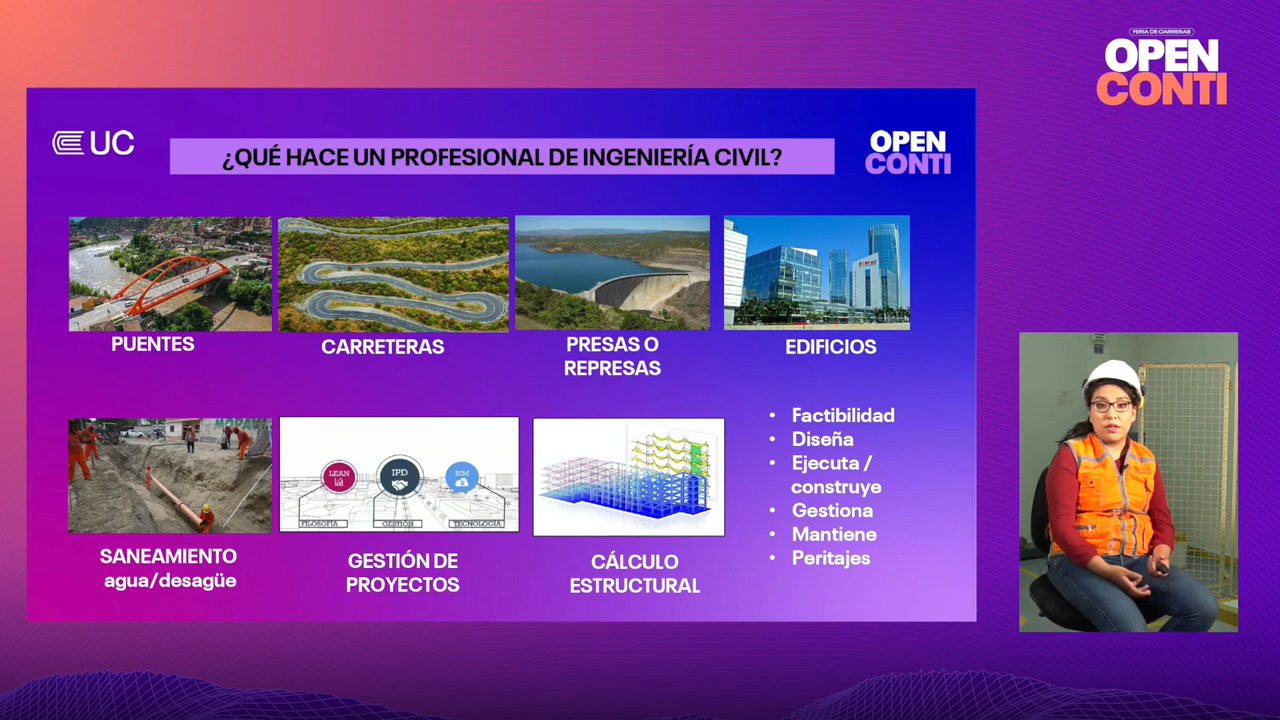 FERIA DE CARRERAS
OPEN
CONTI
UC
¿QUÉ HACE UN PROFESIONAL DE INGENIERÍA CIVIL?
OPEN
CONTI
PUENTES
CARRETERAS
PRESAS O
REPRESAS
EDIFICIOS
LEAN
IPD
BIM
FILOSOFÍA
GESTIÓN
TECNOLOGÍA
SANEAMIENTO
agua/desagüe
GESTIÓN DE
PROYECTOS
CÁLCULO
ESTRUCTURAL
• Factibilidad
• Diseña
• Ejecuta /
construye
• Gestiona
• Mantiene
• Peritajes